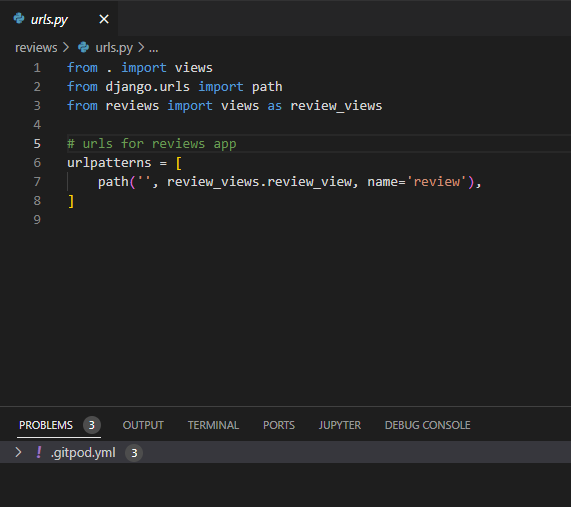 urls.py
reviews > urls.py > ...
1 from . import views
2 from django.urls import path
3 from reviews import views as review_views
4
5 # urls for reviews app
6 urlpatterns = [
7     path('', review_views.review_view, name='review'),
8 ]
9
PROBLEMS 3 OUTPUT TERMINAL PORTS JUPYTER DEBUG CONSOLE
! .gitpod.yml 3